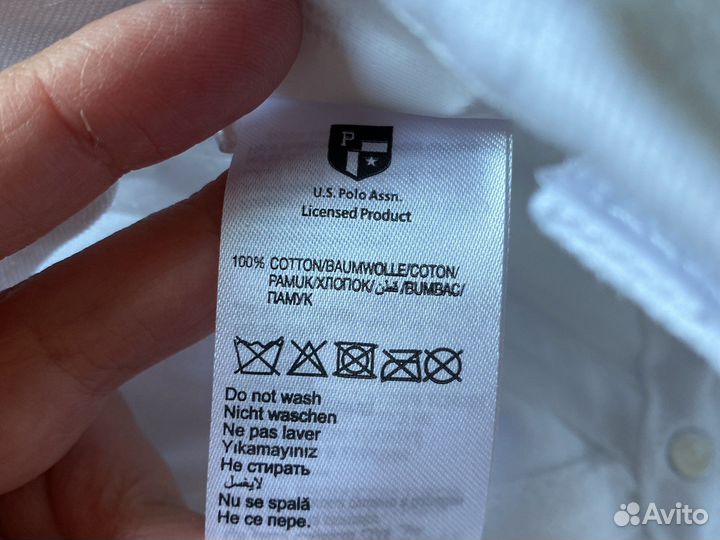 P
U.S. Polo Assn.
Licensed Product
100% COTTON/BAUMWOLLE/COTON/
PAMUK/ХЛОПОК/قطن/BUMBAC/
ПАМУК
Do not wash
Nicht waschen
Ne pas laver
Yıkamayınız
Не стирать
لايغسل
Nu se spală
Не се пере.
Avito